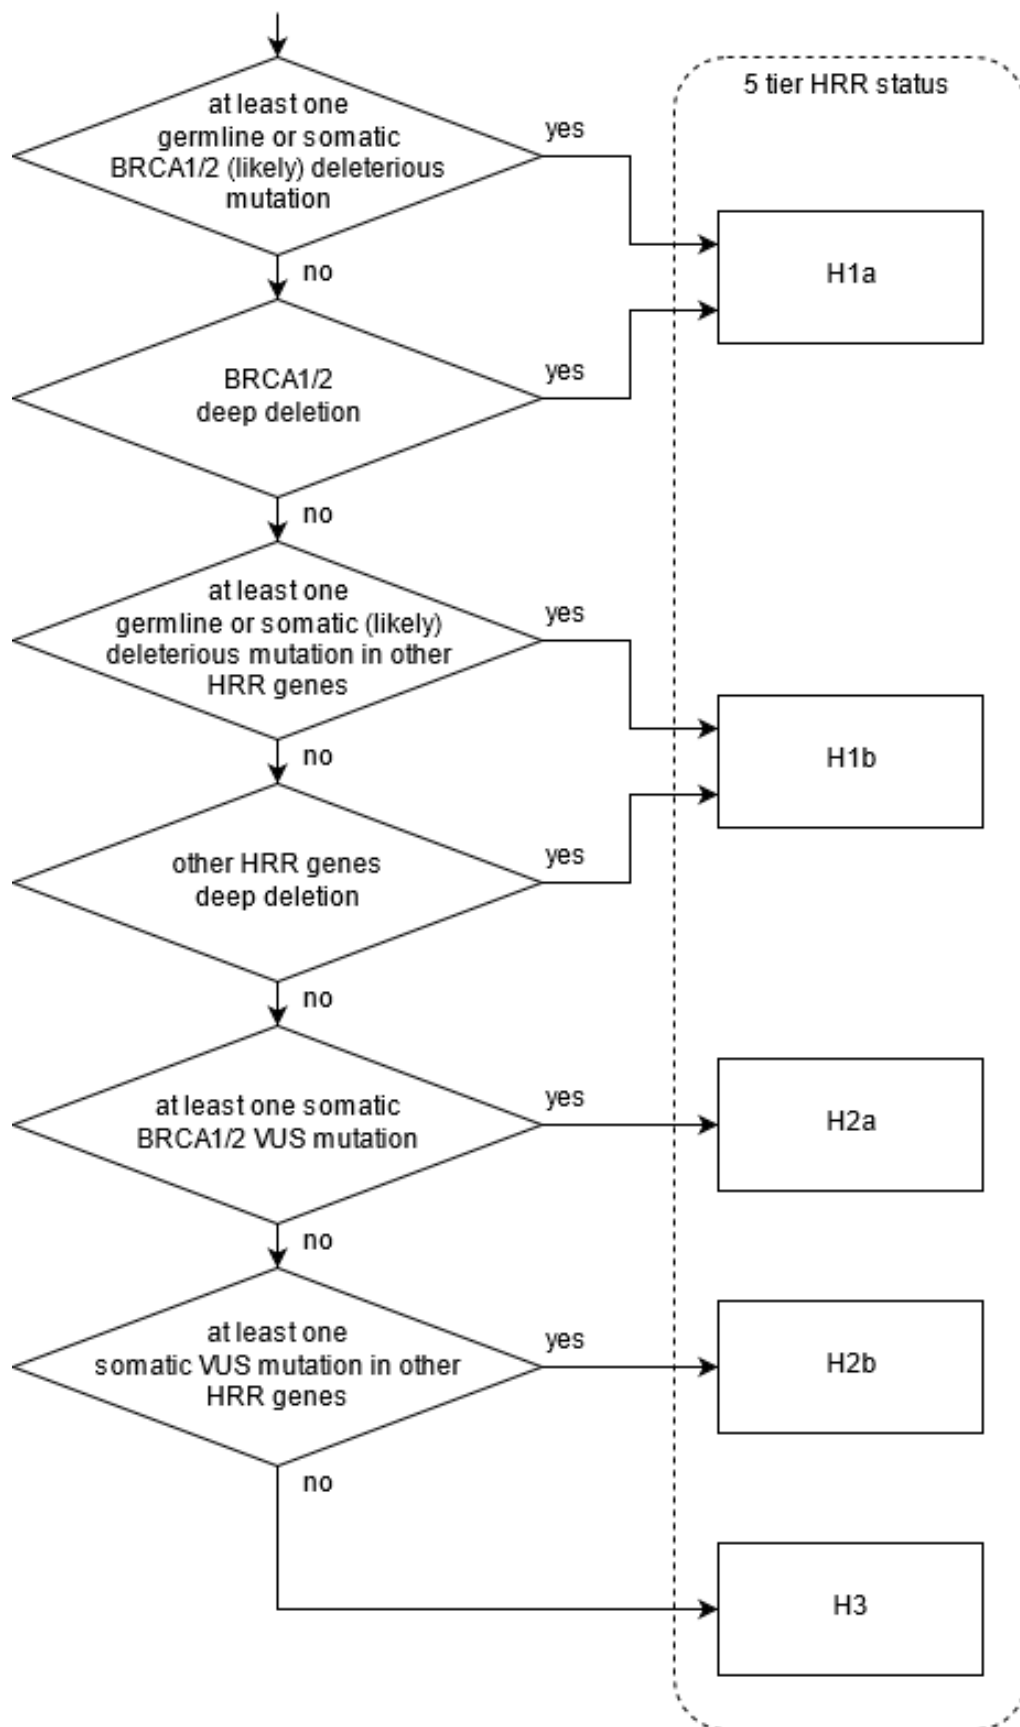 5 tier HRR status
at least one
germline or somatic
BRCA1/2 (likely) deleterious
mutation
yes
H1a
no
BRCA1/2
deep deletion
yes
no
at least one
germline or somatic (likely)
deleterious mutation in other
HRR genes
yes
H1b
no
other HRR genes
deep deletion
yes
no
at least one somatic
BRCA1/2 VUS mutation
yes
H2a
no
at least one
somatic VUS mutation in other
HRR genes
yes
H2b
no
H3